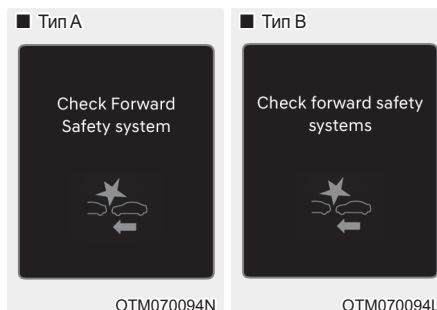 ■ Тип A
Check Forward
Safety system
OTM070094N
■ Тип B
Check forward safety
systems
OTM070094L